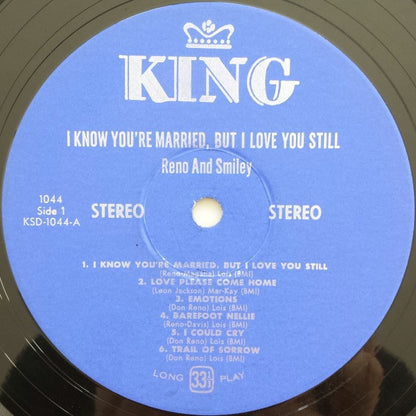 KING
I KNOW YOU'RE MARRIED, BUT I LOVE YOU STILL
Reno And Smiley
1044
Side 1
KSD-1044-A
STEREO
STEREO
1. I KNOW YOU'RE MARRIED, BUT I LOVE YOU STILL
(Reno-Magaha) Lois (BMI)
2. LOVE PLEASE COME HOME
(Leon Jackson) Mar-Kay (BMI)
3. EMOTIONS
(Don Reno) Lois (BMI)
4. BAREFOOT NELLIE
(Reno-Davis) Lois (BMI)
5. I COULD CRY
(Don Reno) Lois (BMI)
6. TRAIL OF SORROW
(Don Reno) Lois (BMI)
LONG 33 1/3 PLAY